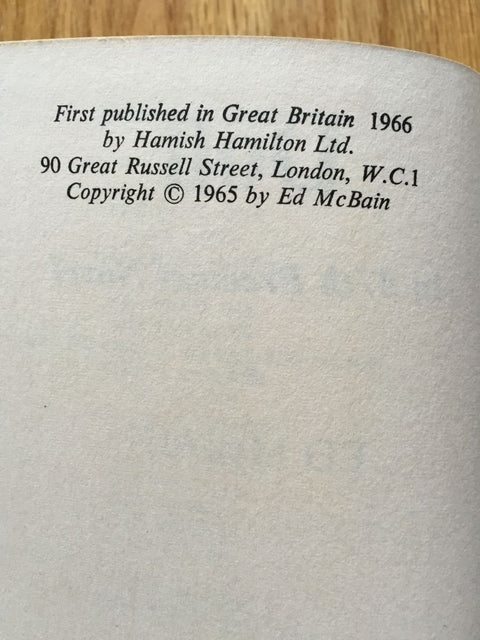 First published in Great Britain 1966
by Hamish Hamilton Ltd.
90 Great Russell Street, London, W.C.1
Copyright © 1965 by Ed McBain